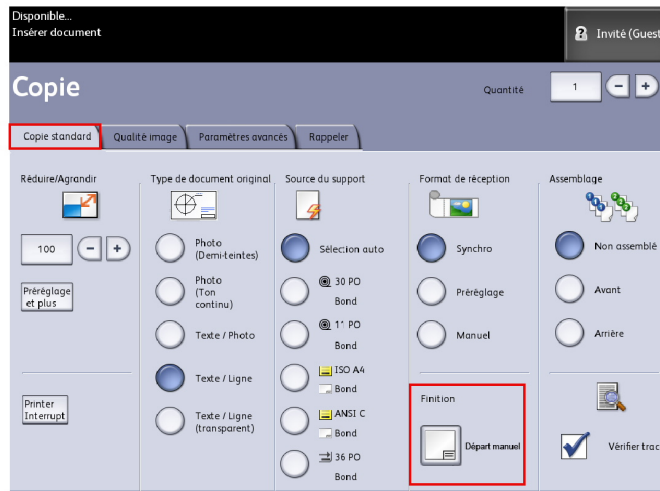 Disponible...
Insérer document
Invité (Guest
Copie
Quantité
1
Copie standard
Qualité image
Paramètres avancés
Rappeler
Réduire/Agrandir
100
Préréglage
et plus
Printer
Interrupt
Type de document original
Photo
(Demi-teintes)
Photo
(Ton
continu)
Texte / Photo
Texte / Ligne
Texte / Ligne
(transparent)
Source du support
Sélection auto
30 PO
Bond
11 PO
Bond
ISO A4
Bond
ANSI C
Bond
36 PO
Bond
Format de réception
Synchro
Préréglage
Manuel
Finition
Départ manuel
Assemblage
Non assemblé
Avant
Arrière
Vérifier trac